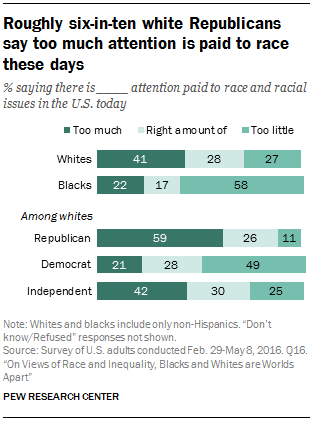 Roughly six-in-ten white Republicans
say too much attention is paid to race
these days
% saying there is ____ attention paid to race and racial
issues in the U.S. today
Too much Right amount of Too little
Whites 41 28 27
Blacks 22 17 58
Among whites
Republican 59 26 11
Democrat 21 28 49
Independent 42 30 25
Note: Whites and blacks include only non-Hispanics. “Don’t
know/Refused” responses not shown.
Source: Survey of U.S. adults conducted Feb. 29-May 8, 2016. Q16.
“On Views of Race and Inequality, Blacks and Whites are Worlds
Apart”
PEW RESEARCH CENTER